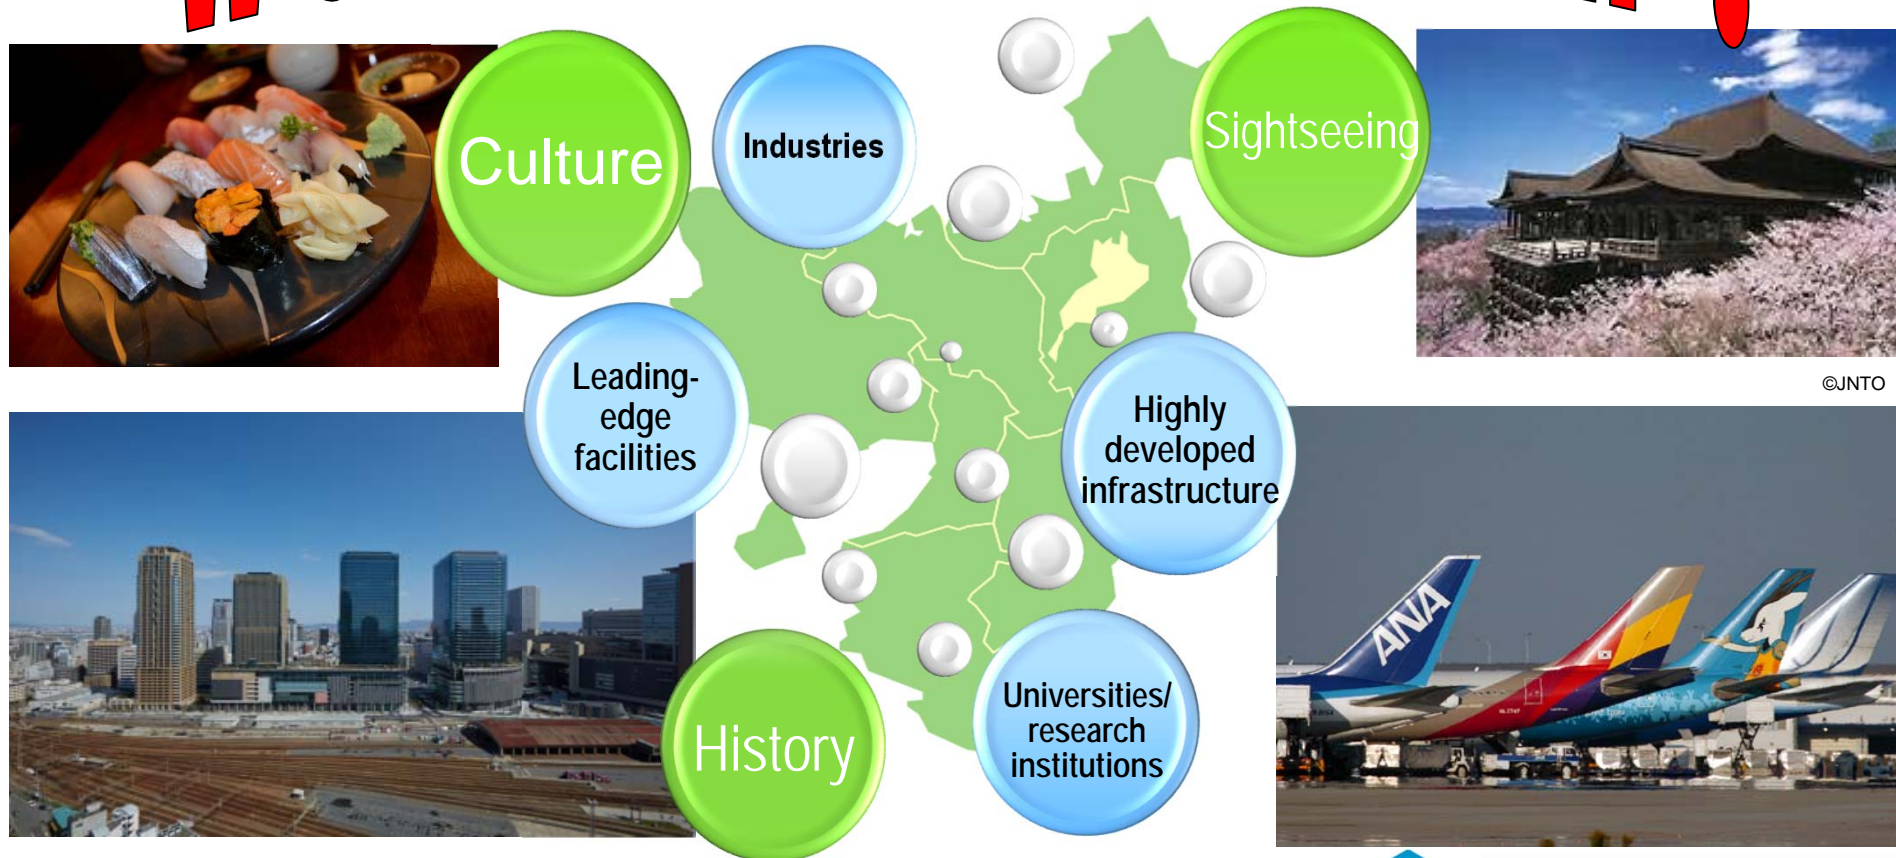 Culture
Industries
Sightseeing
©JNTO
Leading-
edge
facilities
Highly
developed
infrastructure
ANA
History
Universities/
research
institutions